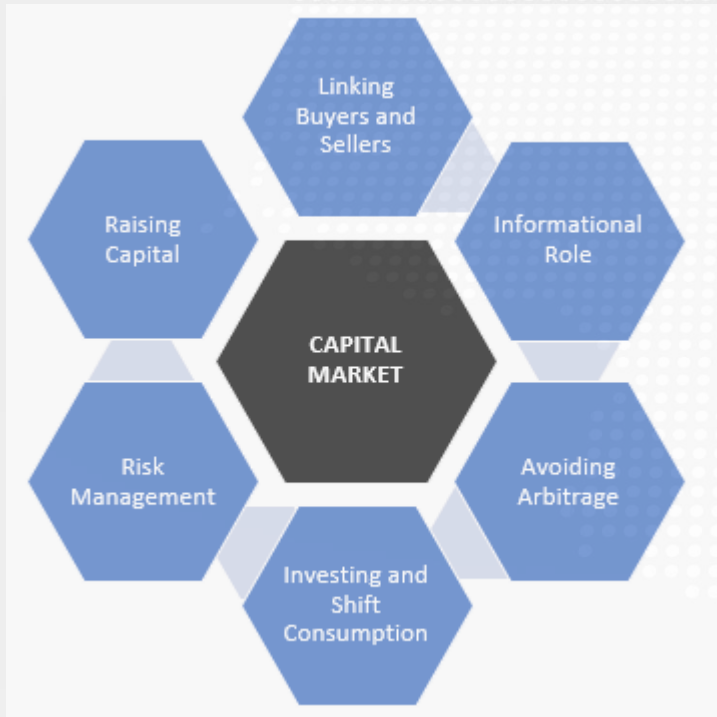 Linking
Buyers and
Sellers
Informational
Role
Avoiding
Arbitrage
Investing and
Shift
Consumption
Risk
Management
Raising
Capital
CAPITAL
MARKET